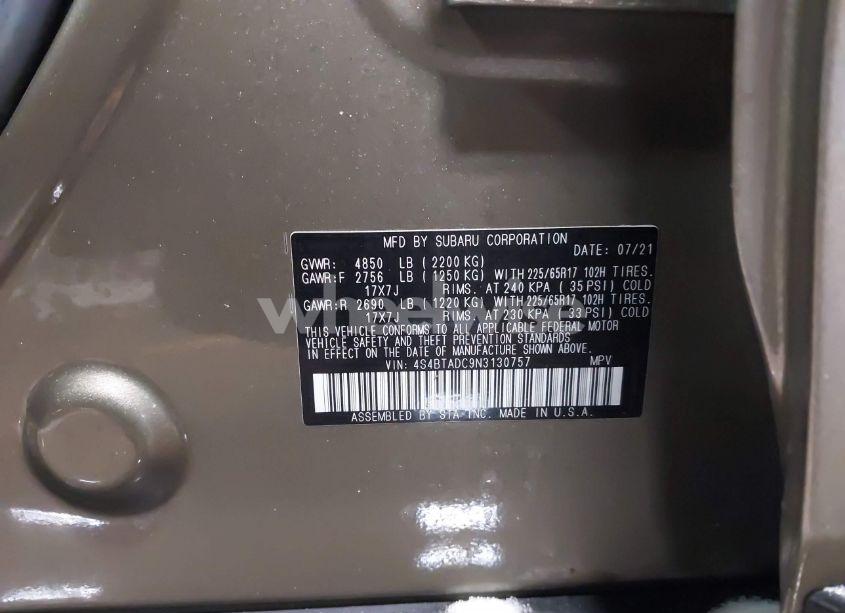 MFD BY SUBARU CORPORATION
DATE: 07/21
GVWR: 4850 LB (2200 KG)
GAWR:F 2756 LB (1250 KG) WITH 225/65R17 102H TIRES.
17X7J RIMS. AT 240 KPA (35 PSI) COLD
GAWR:R 2690 LB (1220 KG) WITH 225/65R17 102H TIRES.
17X7J RIMS. AT 230 KPA (33 PSI) COLD
THIS VEHICLE CONFORMS TO ALL APPLICABLE FEDERAL MOTOR
VEHICLE SAFETY AND THEFT PREVENTION STANDARDS
IN EFFECT ON THE DATE OF MANUFACTURE SHOWN ABOVE.
VIN: 4S4BTADC9N3130757 MPV
ASSEMBLED BY SIA-INC. MADE IN U.S.A.